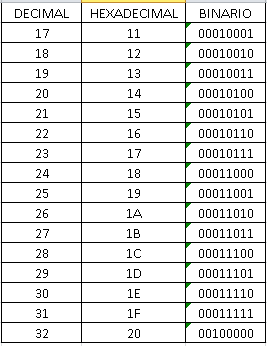 DECIMAL HEXADECIMAL BINARIO
17 11 00010001
18 12 00010010
19 13 00010011
20 14 00010100
21 15 00010101
22 16 00010110
23 17 00010111
24 18 00011000
25 19 00011001
26 1A 00011010
27 1B 00011011
28 1C 00011100
29 1D 00011101
30 1E 00011110
31 1F 00011111
32 20 00100000